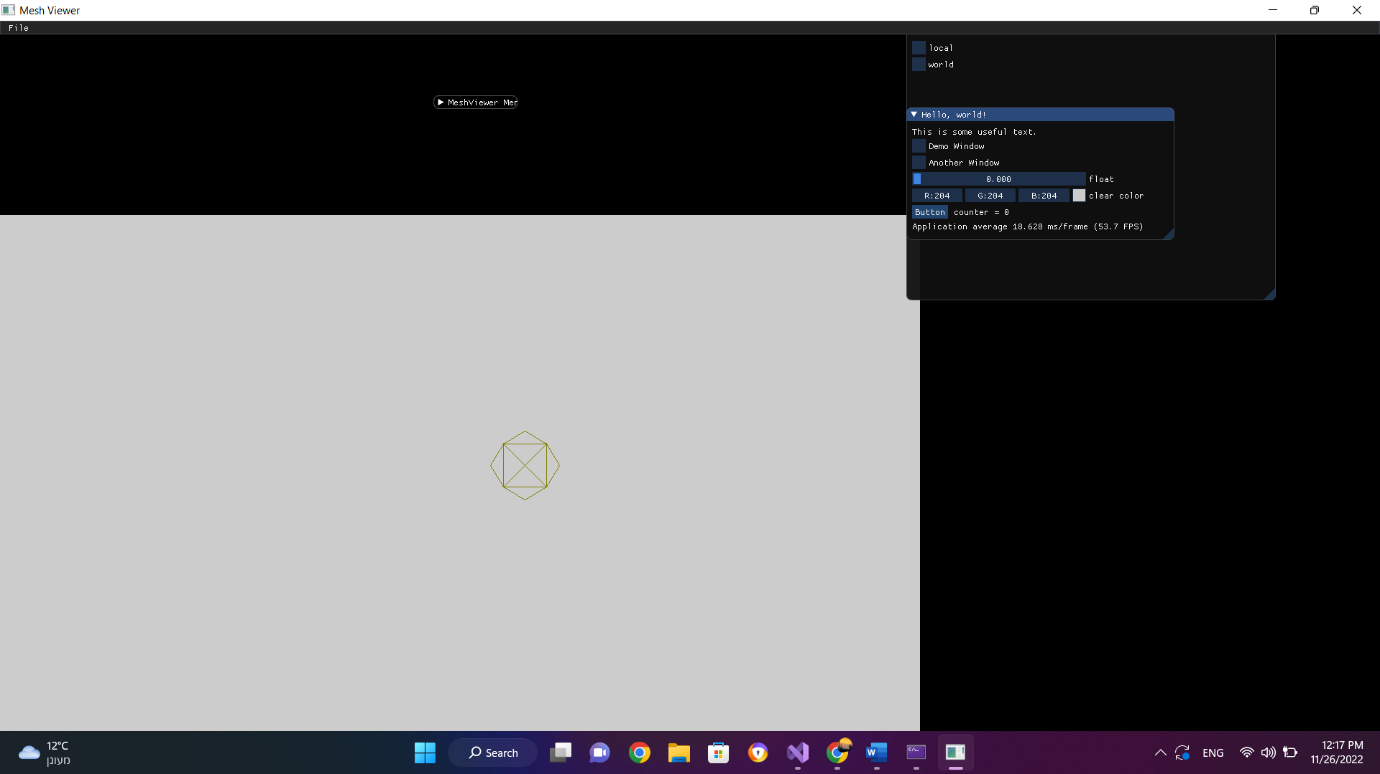 Mesh Viewer
File
local
world
MeshViewer Mer
Hello, world!
This is some useful text.
Demo Window
Another Window
0.000 float
R:204 G:204 B:204 clear color
Button counter = 0
Application average 18.628 ms/frame (53.7 FPS)
12°C
מעונן
Search
ENG
12:17 PM
11/26/2022